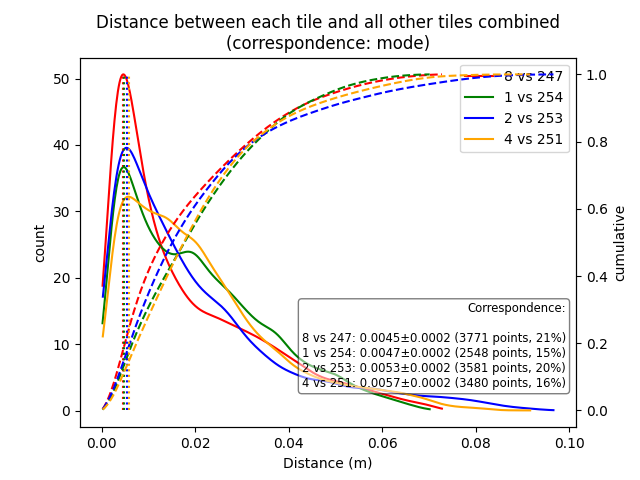 Distance between each tile and all other tiles combined
(correspondence: mode)
count
50
40
30
20
10
0
8 vs 247
1 vs 254
2 vs 253
4 vs 251
Correspondence:
8 vs 247: 0.0045±0.0002 (3771 points, 21%)
1 vs 254: 0.0047±0.0002 (2548 points, 15%)
2 vs 253: 0.0053±0.0002 (3581 points, 20%)
4 vs 251: 0.0057±0.0002 (3480 points, 16%)
1.0
0.8
0.6
0.4
0.2
0.0
cumulative
0.00 0.02 0.04 0.06 0.08 0.10
Distance (m)